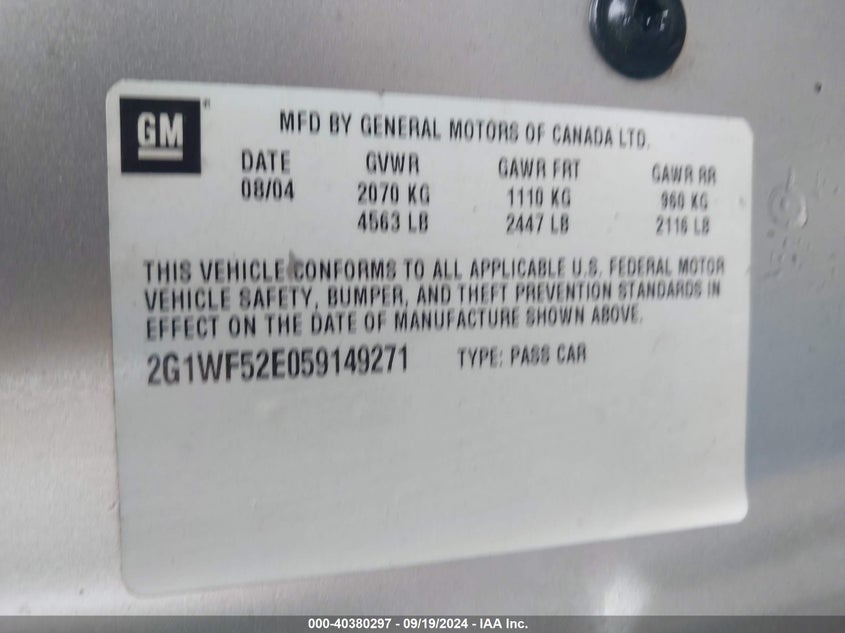 GM
MFD BY GENERAL MOTORS OF CANADA LTD.
DATE GVWR GAWR FRT GAWR RR
08/04 2070 KG 1110 KG 960 KG
4563 LB 2447 LB 2116 LB
THIS VEHICLE CONFORMS TO ALL APPLICABLE U.S. FEDERAL MOTOR
VEHICLE SAFETY, BUMPER, AND THEFT PREVENTION STANDARDS IN
EFFECT ON THE DATE OF MANUFACTURE SHOWN ABOVE.
2G1WF52E059149271 TYPE: PASS CAR
000-40380297 - 09/19/2024 - IAA Inc.